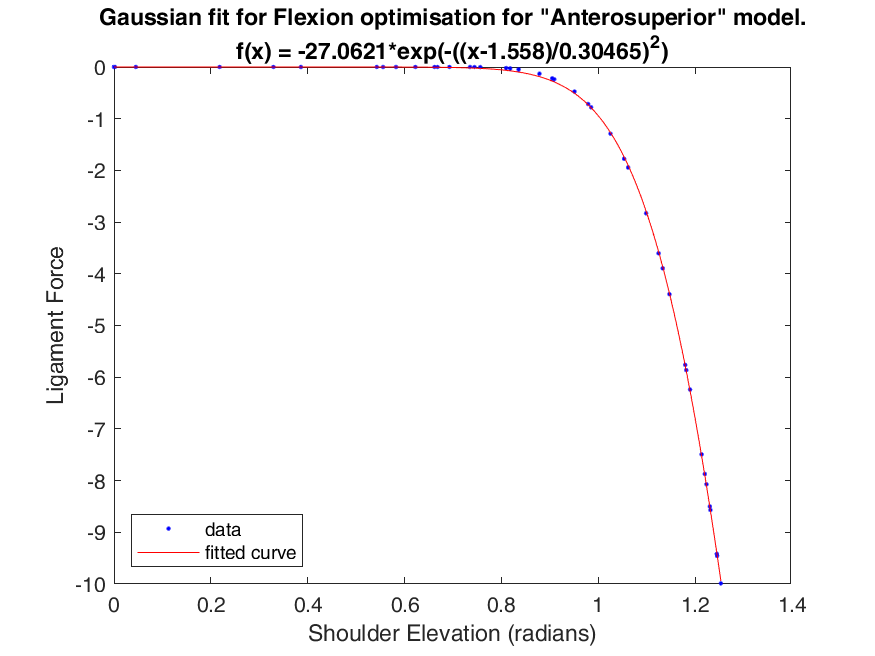 Gaussian fit for Flexion optimisation for "Anterosuperior" model.
f(x) = -27.0621*exp(-((x-1.558)/0.30465)²)
0
-1
-2
-3
-4
-5
-6
-7
-8
-9
-10
Ligament Force
data
fitted curve
0 0.2 0.4 0.6 0.8 1 1.2 1.4
Shoulder Elevation (radians)